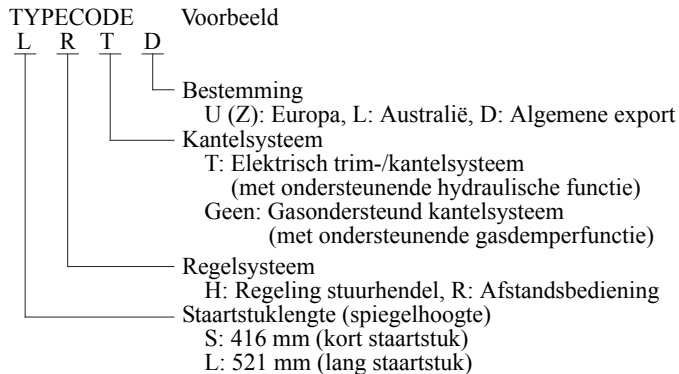 TYPECODE Voorbeeld
L R T D
Bestemming
U (Z): Europa, L: Australië, D: Algemene export
Kantelsysteem
T: Elektrisch trim-/kantelsysteem
(met ondersteunende hydraulische functie)
Geen: Gasondersteund kantelsysteem
(met ondersteunende gasdemperfunctie)
Regelsysteem
H: Regeling stuurhendel, R: Afstandsbediening
Staartstuklengte (spiegelhoogte)
S: 416 mm (kort staartstuk)
L: 521 mm (lang staartstuk)